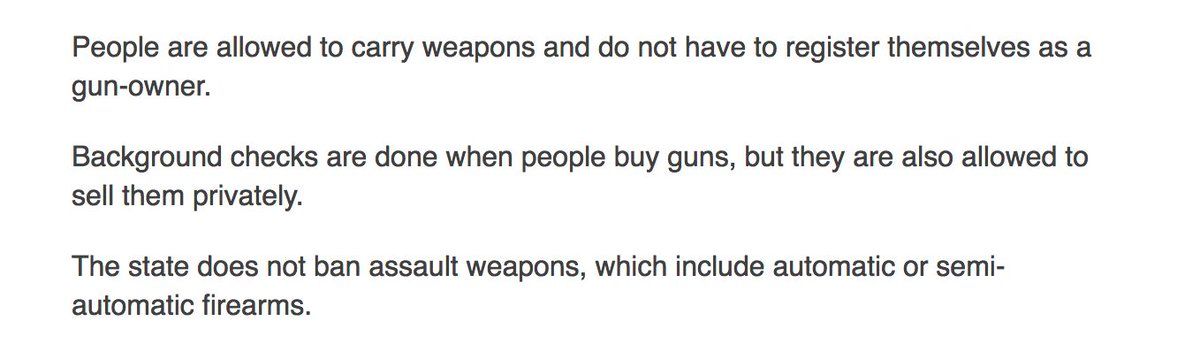 People are allowed to carry weapons and do not have to register themselves as a
gun-owner.
Background checks are done when people buy guns, but they are also allowed to
sell them privately.
The state does not ban assault weapons, which include automatic or semi-
automatic firearms.